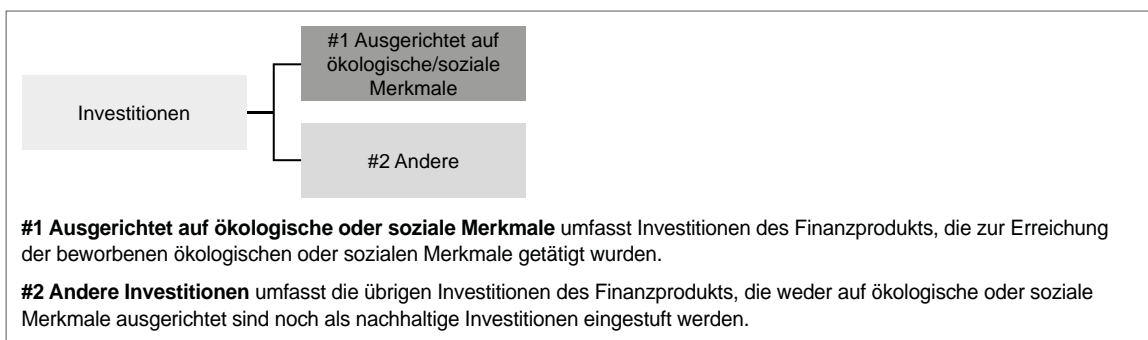 #1 Ausgerichtet auf
ökologische/soziale
Merkmale
Investitionen
#2 Andere
#1 Ausgerichtet auf ökologische oder soziale Merkmale umfasst Investitionen des Finanzprodukts, die zur Erreichung
der beworbenen ökologischen oder sozialen Merkmale getätigt wurden.
#2 Andere Investitionen umfasst die übrigen Investitionen des Finanzprodukts, die weder auf ökologische oder soziale
Merkmale ausgerichtet sind noch als nachhaltige Investitionen eingestuft werden.